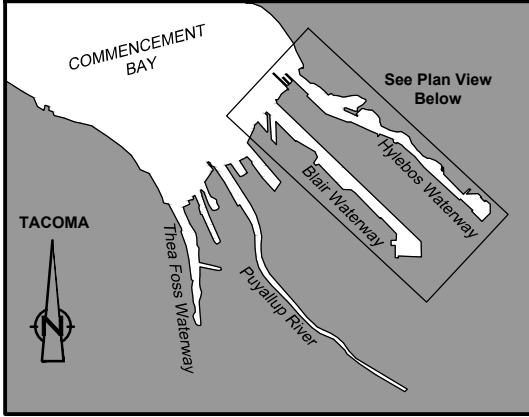 COMMENCEMENT
BAY
See Plan View
Below
Hylebos Waterway
Blair Waterway
TACOMA
Thea Foss Waterway
Puyallup River
N